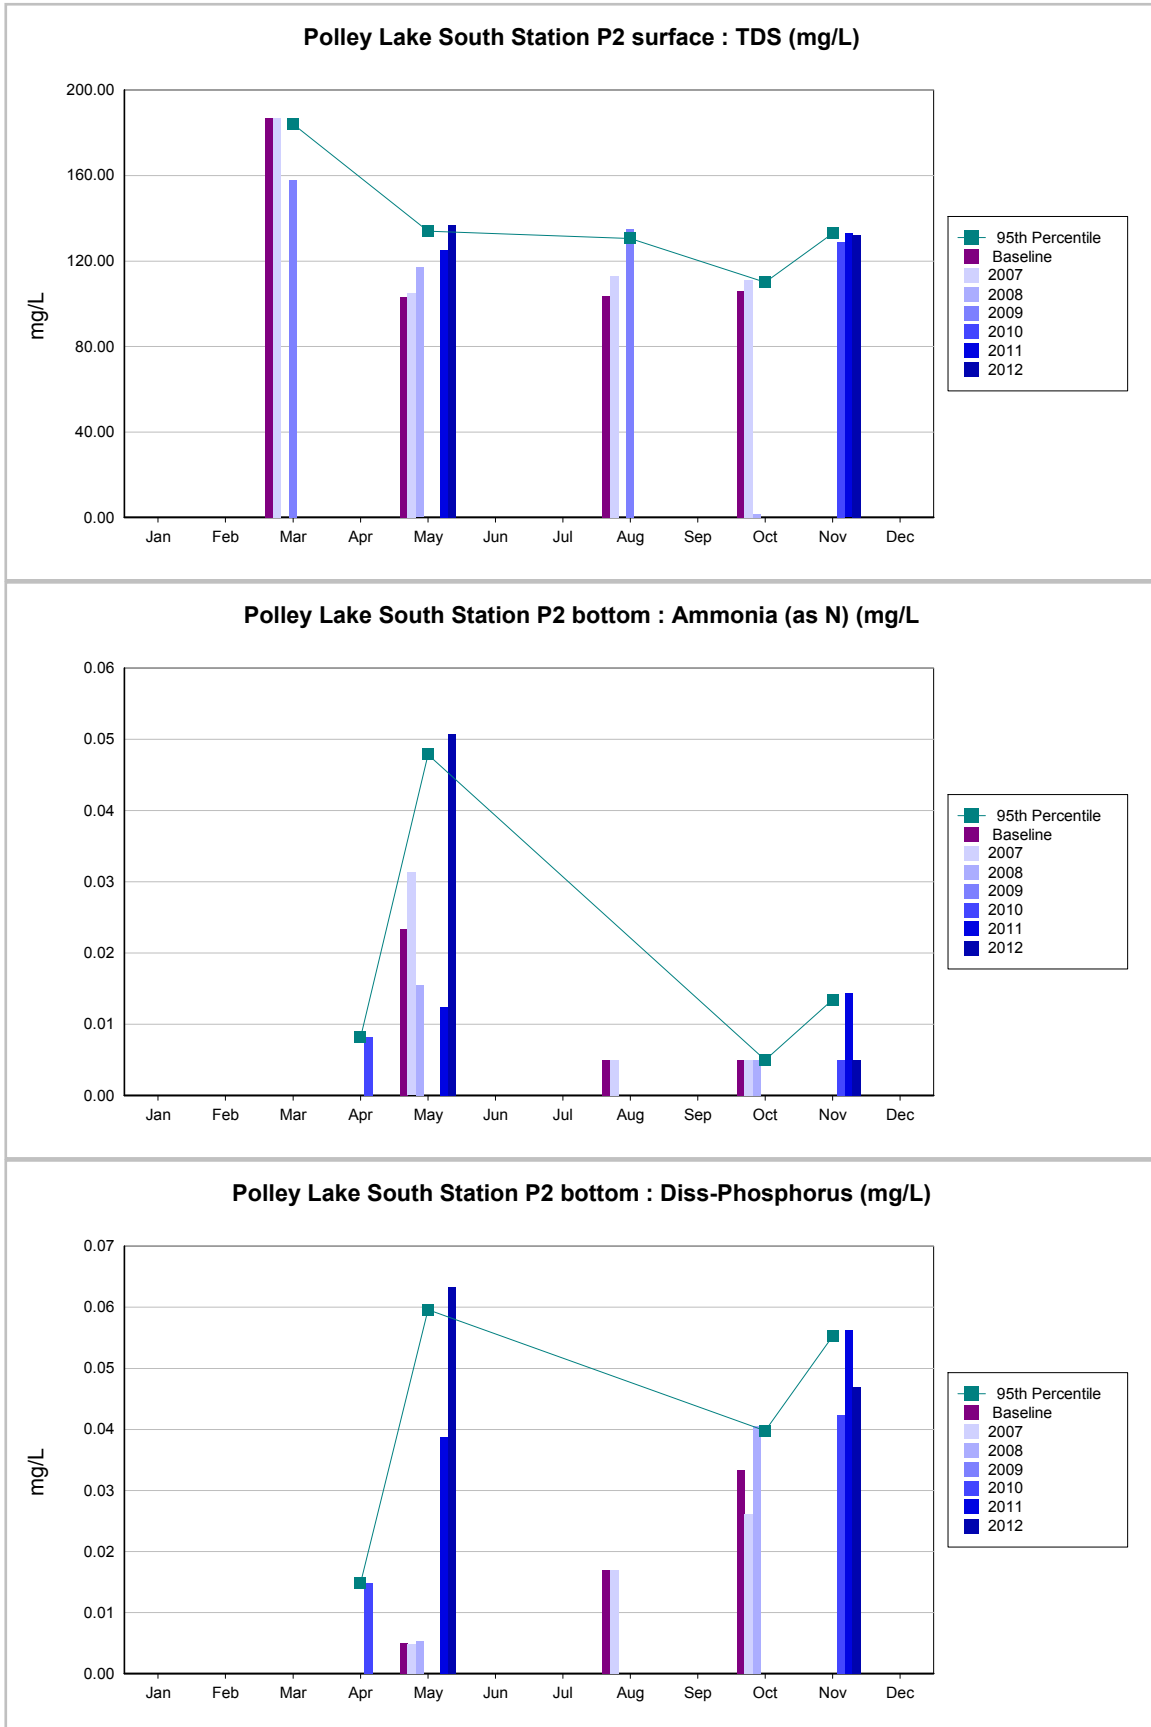 Polley Lake South Station P2 surface : TDS (mg/L)
200.00
160.00
120.00
80.00
40.00
0.00
mg/L
Jan Feb Mar Apr May Jun Jul Aug Sep Oct Nov Dec
95th Percentile
Baseline
2007
2008
2009
2010
2011
2012
Polley Lake South Station P2 bottom : Ammonia (as N) (mg/L
0.06
0.05
0.04
0.03
0.02
0.01
0.00
Jan Feb Mar Apr May Jun Jul Aug Sep Oct Nov Dec
95th Percentile
Baseline
2007
2008
2009
2010
2011
2012
Polley Lake South Station P2 bottom : Diss-Phosphorus (mg/L)
0.07
0.06
0.05
0.04
0.03
0.02
0.01
0.00
mg/L
Jan Feb Mar Apr May Jun Jul Aug Sep Oct Nov Dec
95th Percentile
Baseline
2007
2008
2009
2010
2011
2012